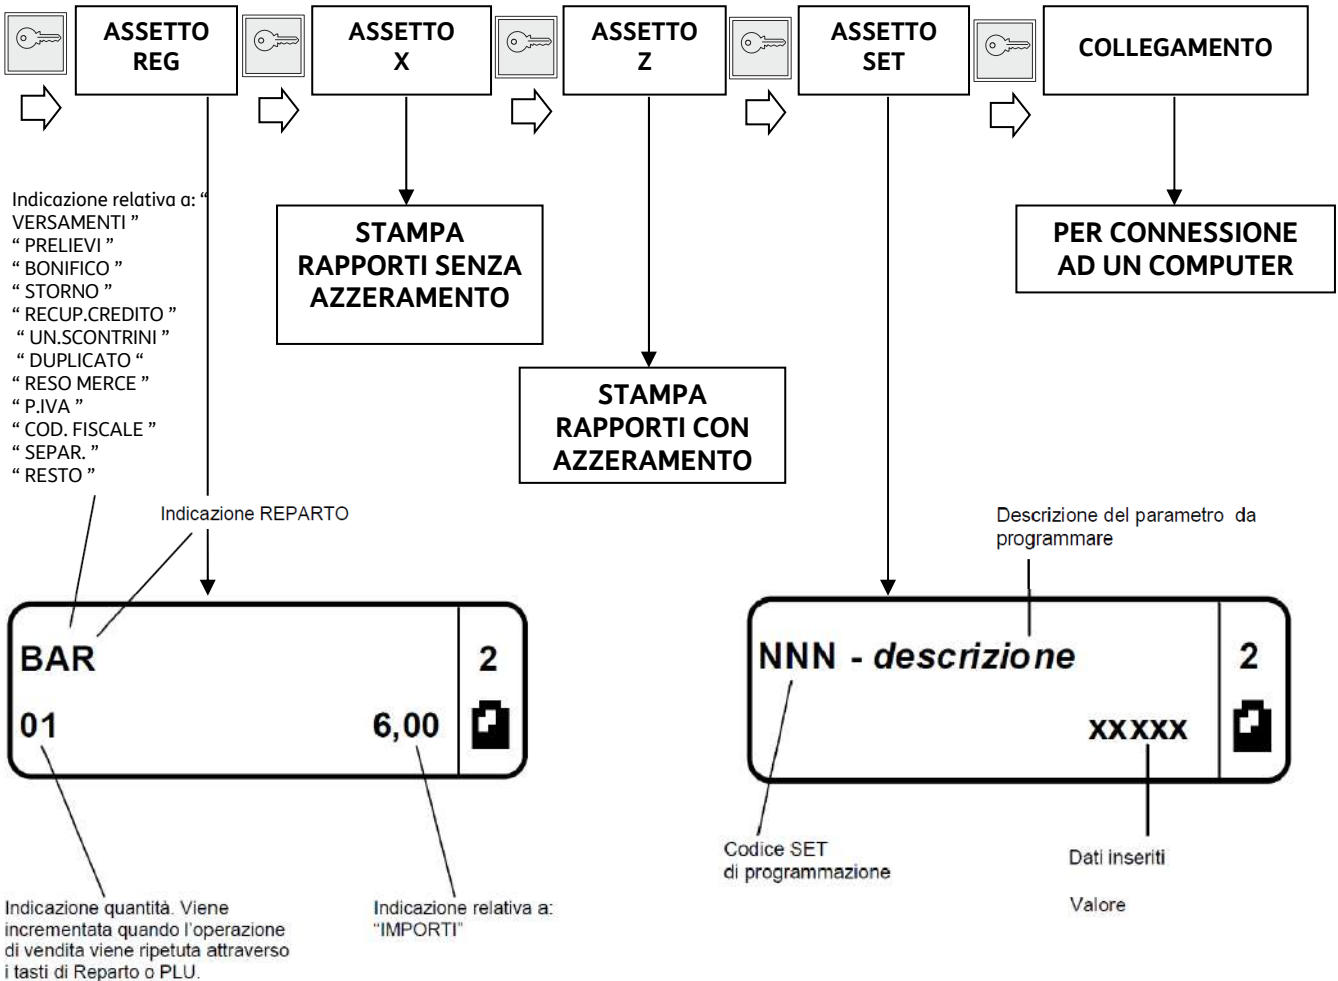 ASSETTO
REG
ASSETTO
X
ASSETTO
Z
ASSETTO
SET
COLLEGAMENTO
Indicazione relativa a: “
VERSAMENTI ”
“ PRELIEVI ”
“ BONIFICO ”
“ STORNO ”
“ RECUP.CREDITO ”
“ UN.SCONTRINI ”
“ DUPLICATO “
“ RESO MERCE ”
“ P.IVA ”
“ COD. FISCALE ”
“ SEPAR. ”
“ RESTO ”
STAMPA
RAPPORTI SENZA
AZZERAMENTO
STAMPA
RAPPORTI CON
AZZERAMENTO
PER CONNESSIONE
AD UN COMPUTER
Indicazione REPARTO
Descrizione del parametro da
programmare
BAR
2
01
6,00
NNN - descrizione
2
xxxxx
Indicazione quantità. Viene
incrementata quando l'operazione
di vendita viene ripetuta attraverso
i tasti di Reparto o PLU.
Indicazione relativa a:
“IMPORTI”
Codice SET
di programmazione
Dati inseriti
Valore